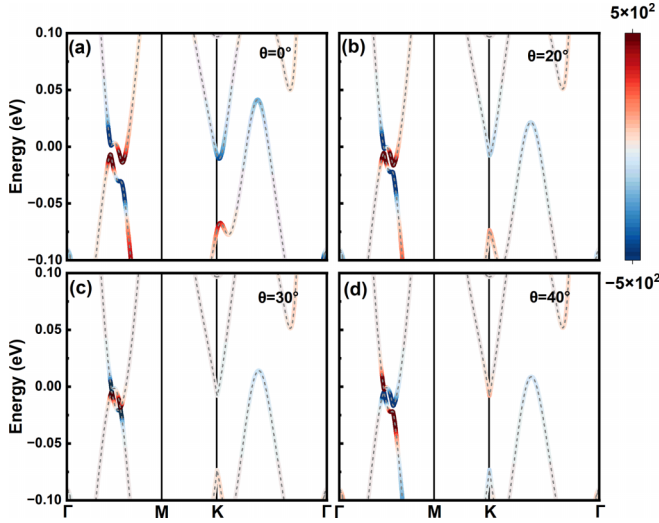 5×10²
0.10
(a)
θ=0°
(b)
θ=20°
0.05
0.00
Energy (eV)
−0.05
−0.10
−5×10²
0.10
(c)
θ=30°
(d)
θ=40°
0.05
0.00
Energy (eV)
−0.05
−0.10
Γ M K Γ Γ M K Γ